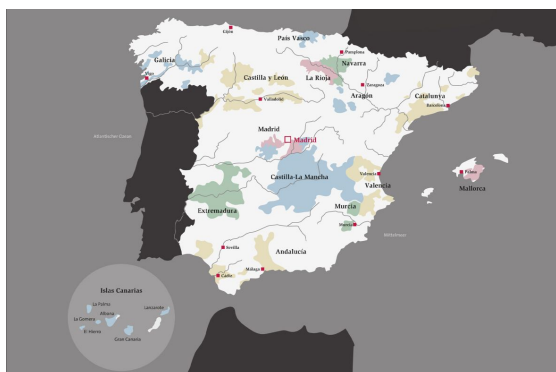 Gijón
País Vasco
Galicia
Pamplona
Navarra
Vigo
La Rioja
Castilla y León
Zaragoza
Aragón
Catalunya
Valladolid
Barcelona
Atlantischer Ozean
Madrid
Madrid
Castilla-La Mancha
Valencia
Valencia
Palma
Mallorca
Extremadura
Murcia
Murcia
Sevilla
Andalucía
Málaga
Cádiz
Islas Canarias
La Palma
Lanzarote
La Gomera
El Hierro
Gran Canaria